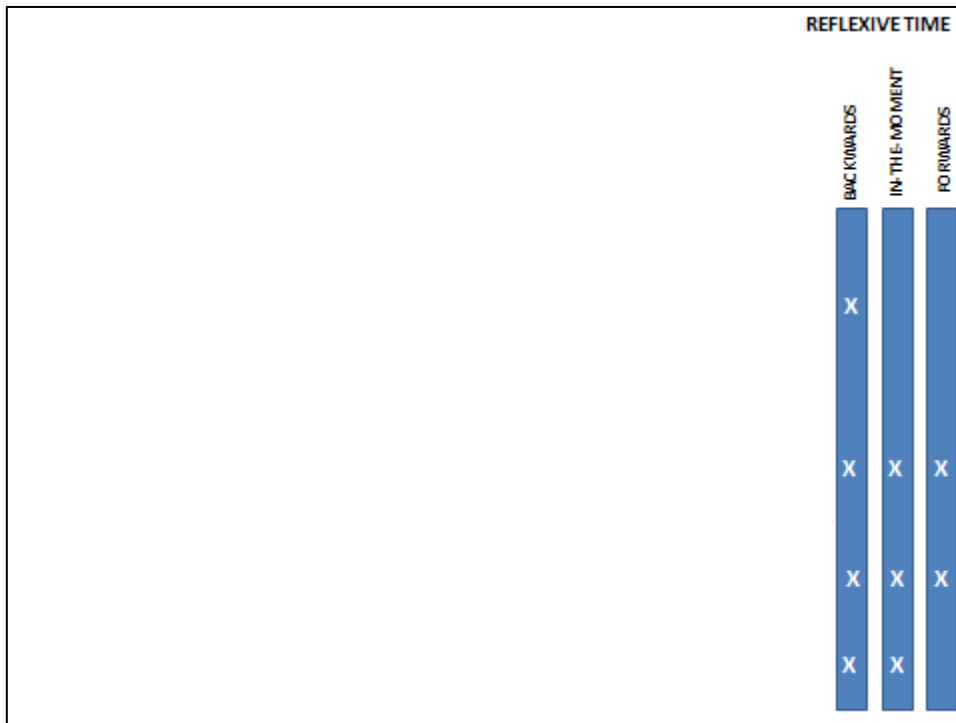 REFLEXIVE TIME
BACKWARDS
IN-THE-MOMENT
FORWARDS
X
X X X
X X X
X X